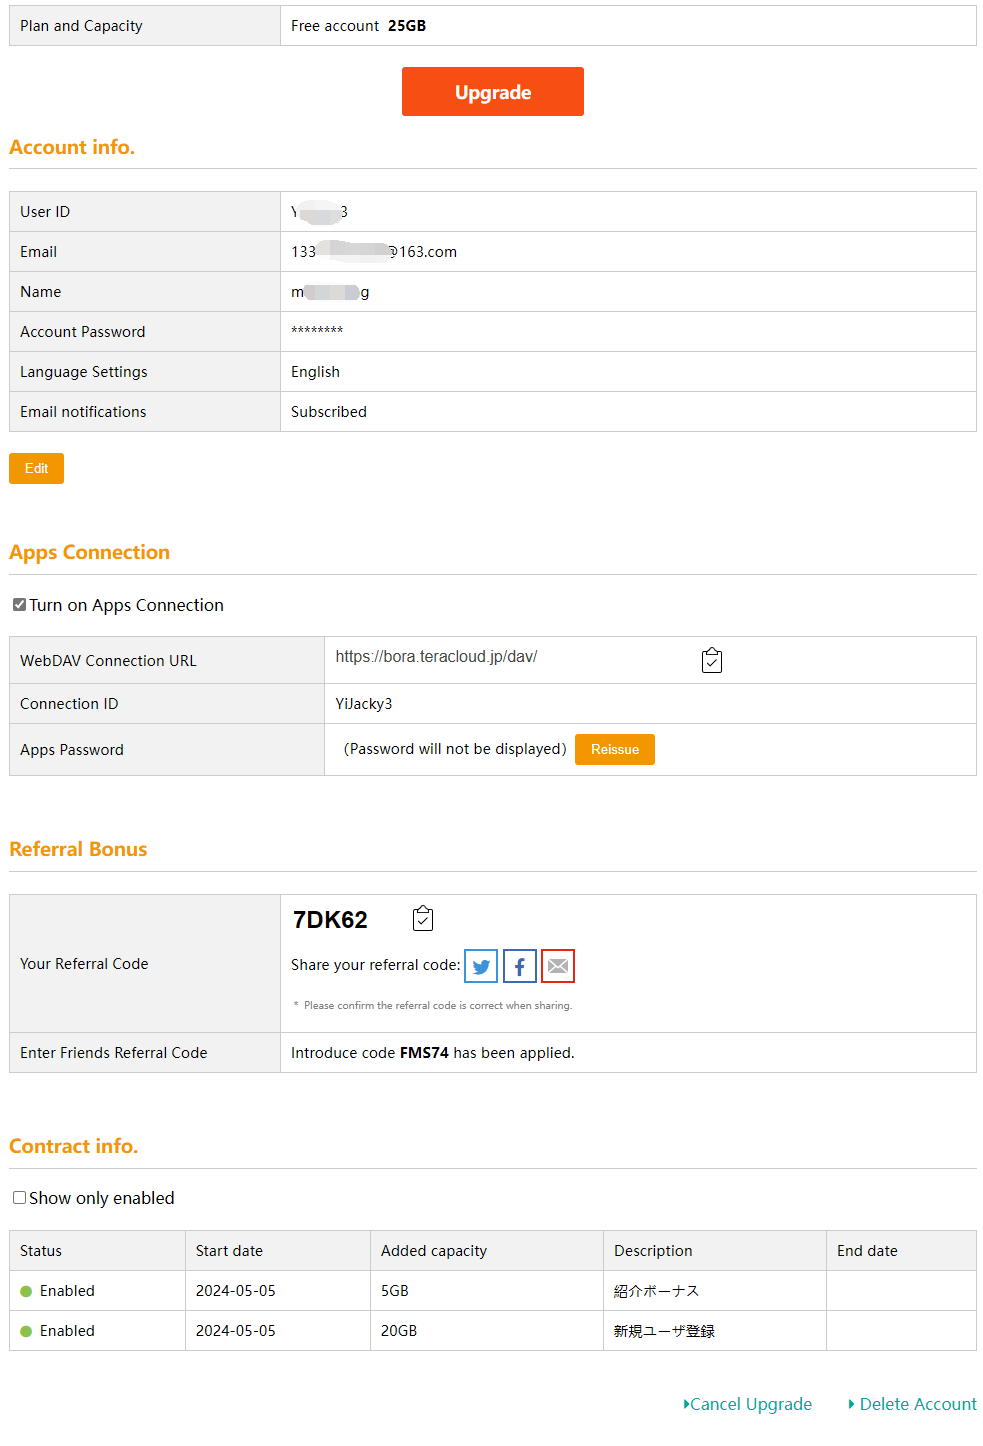 Plan and Capacity Free account 25GB
Upgrade
Account info.
User ID Y 3
Email 133 @163.com
Name m g
Account Password ********
Language Settings English
Email notifications Subscribed
Edit
Apps Connection
Turn on Apps Connection
WebDAV Connection URL https://bora.teracloud.jp/dav/
Connection ID YiJacky3
Apps Password （Password will not be displayed） Reissue
Referral Bonus
7DK62
Your Referral Code Share your referral code:
* Please confirm the referral code is correct when sharing.
Enter Friends Referral Code Introduce code FMS74 has been applied.
Contract info.
Show only enabled
Status Start date Added capacity Description End date
Enabled 2024-05-05 5GB 紹介ボーナス
Enabled 2024-05-05 20GB 新規ユーザ登録
Cancel Upgrade Delete Account